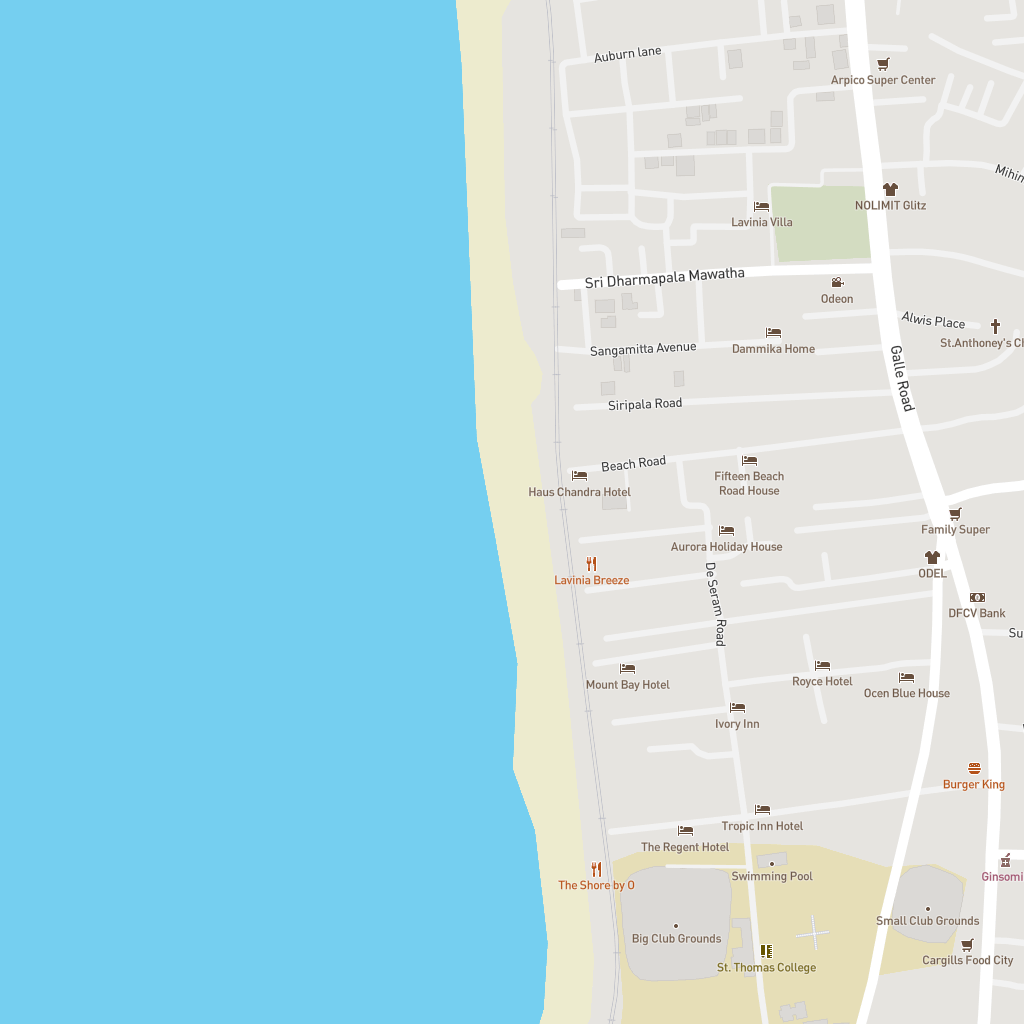 Auburn lane
Arpico Super Center
Mihin
NOLIMIT Glitz
Lavinia Villa
Sri Dharmapala Mawatha
Odeon
Alwis Place
St.Anthoney's Ch
Sangamitta Avenue
Dammika Home
Galle Road
Siripala Road
Beach Road
Haus Chandra Hotel
Fifteen Beach
Road House
Family Super
Aurora Holiday House
Lavinia Breeze
ODEL
De Seram Road
DFCV Bank
Su
Mount Bay Hotel
Royce Hotel
Ocen Blue House
Ivory Inn
Burger King
Tropic Inn Hotel
The Regent Hotel
Swimming Pool
Ginsomi
The Shore by O
Small Club Grounds
Big Club Grounds
Cargills Food City
St. Thomas College